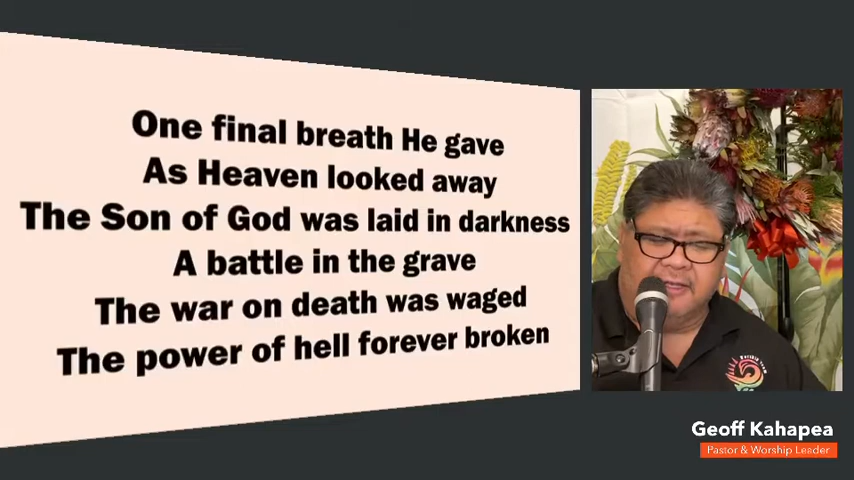 One final breath He gave
As Heaven looked away
The Son of God was laid in darkness
A battle in the grave
The war on death was waged
The power of hell forever broken
Geoff Kahapea
Pastor & Worship Leader